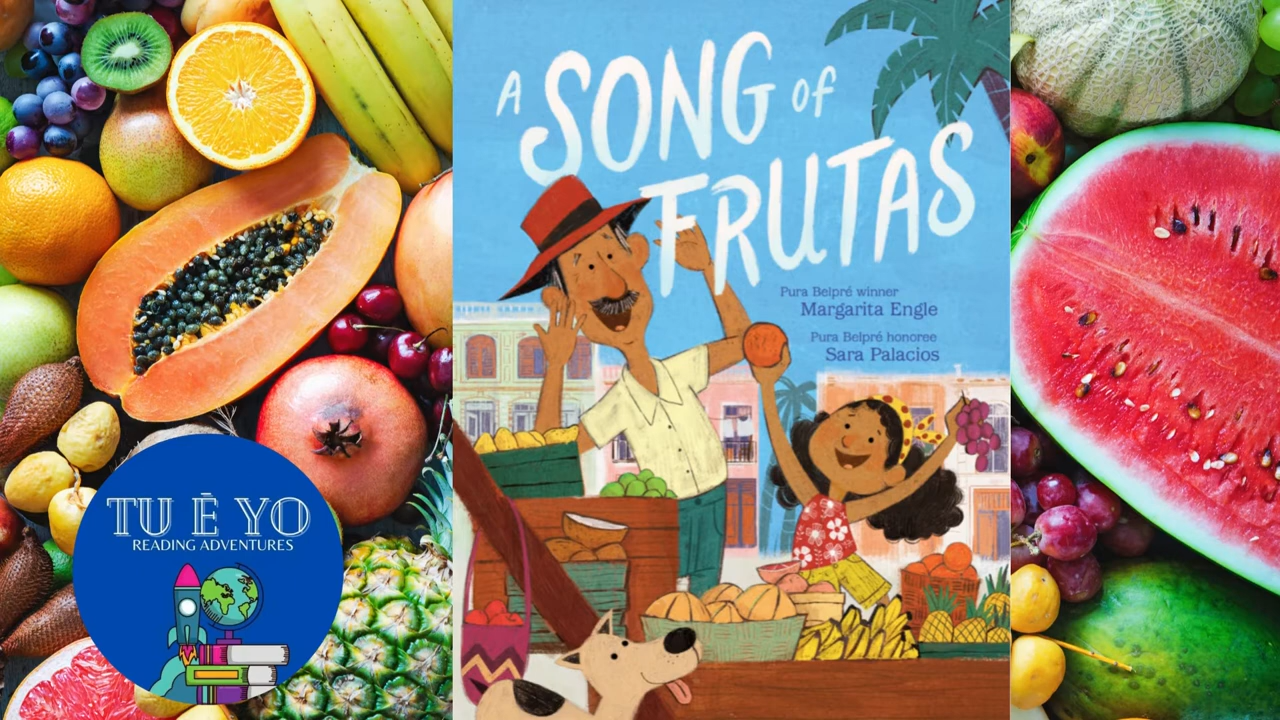 A SONG of
FRUTAS
Pura Belpré winner
Margarita Engle
Pura Belpré honoree
Sara Palacios
TU Ē YO
READING ADVENTURES